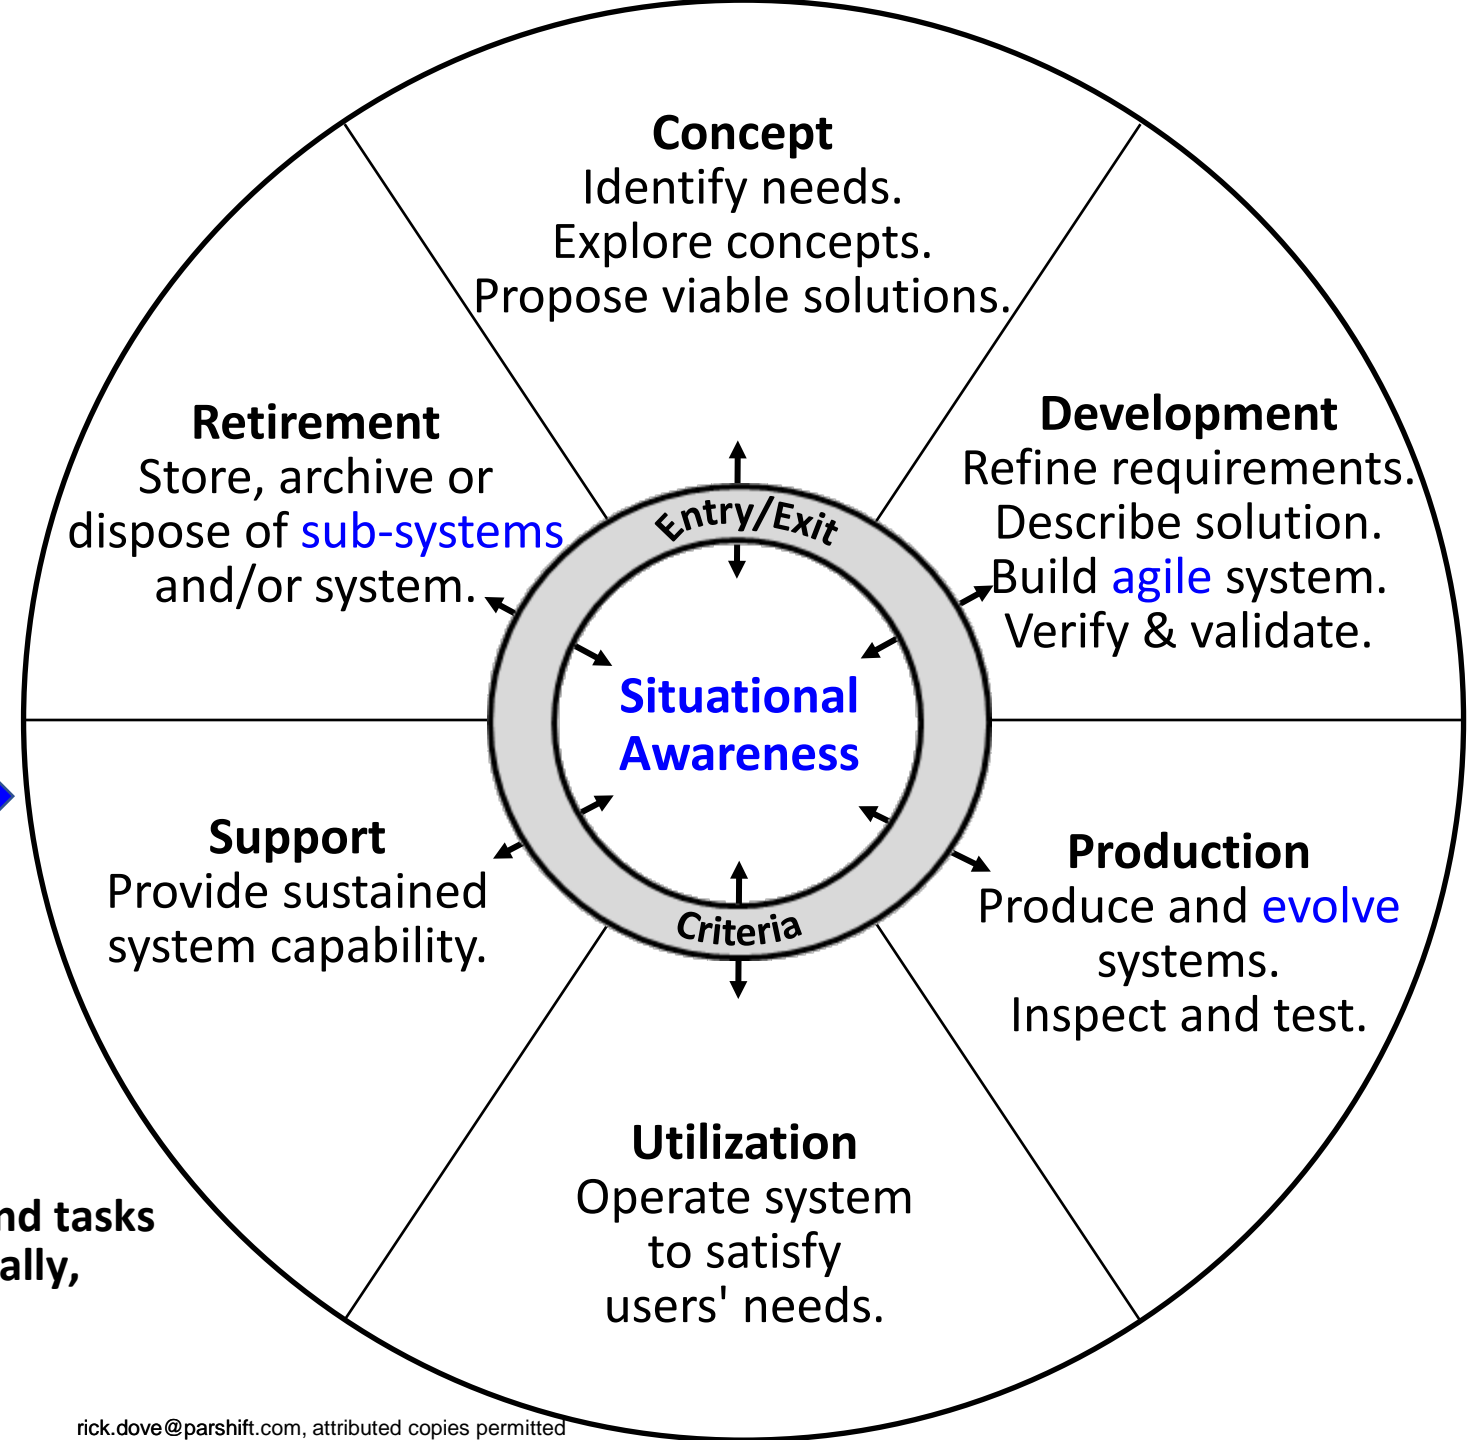 Concept
Identify needs.
Explore concepts.
Propose viable solutions.
Retirement
Store, archive or
dispose of sub-systems
and/or system.
Development
Refine requirements.
Describe solution.
Build agile system.
Verify & validate.
Entry/Exit
Situational
Awareness
Criteria
Support
Provide sustained
system capability.
Production
Produce and evolve
systems.
Inspect and test.
Utilization
Operate system
to satisfy
users' needs.
tasks
rick.dove@parshift.com, attributed copies permitted